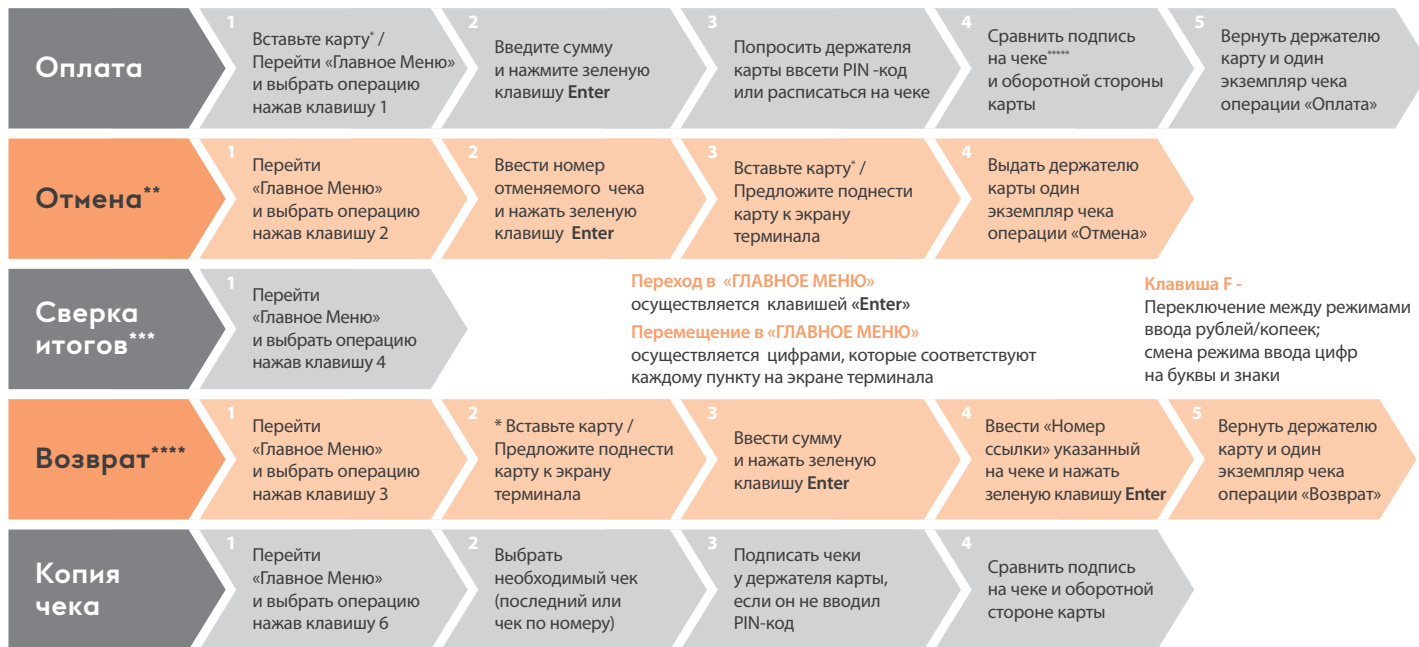 Оплата
1
Вставьте карту* /
Перейти «Главное Меню»
и выбрать операцию
нажав клавишу 1
2
Введите сумму
и нажмите зеленую
клавишу Enter
3
Попросить держателя
карты ввсети PIN -код
или расписаться на чеке
4
Сравнить подпись
на чеке*****
и оборотной стороны
карты
5
Вернуть держателю
карту и один
экземпляр чека
операции «Оплата»
Отмена**
1
Перейти
«Главное Меню»
и выбрать операцию
нажав клавишу 2
2
Ввести номер
отменяемого чека
и нажать зеленую
клавишу Enter
3
Вставьте карту* /
Предложите поднести
карту к экрану
терминала
4
Выдать держателю
карты один
экземпляр чека
операции «Отмена»
Сверка
итогов***
1
Перейти
«Главное Меню»
и выбрать операцию
нажав клавишу 4
Переход в «ГЛАВНОЕ МЕНЮ»
осуществляется клавишей «Enter»
Перемещение в «ГЛАВНОЕ МЕНЮ»
осуществляется цифрами, которые соответствуют
каждому пункту на экране терминала
Клавиша F -
Переключение между режимами
ввода рублей/копеек;
смена режима ввода цифр
на буквы и знаки
Возврат****
1
Перейти
«Главное Меню»
и выбрать операцию
нажав клавишу 3
2
* Вставьте карту /
Предложите поднести
карту к экрану
терминала
3
Ввести сумму
и нажать зеленую
клавишу Enter
4
Ввести «Номер
ссылки» указанный
на чеке и нажать
зеленую клавишу Enter
5
Вернуть держателю
карту и один
экземпляр чека
операции «Возврат»
Копия
чека
1
Перейти
«Главное Меню»
и выбрать операцию
нажав клавишу 6
2
Выбрать
необходимый чек
(последний или
чек по номеру)
3
Подписать чеки
у держателя карты,
если он не вводил
PIN-код
4
Сравнить подпись
на чеке и оборотной
стороне карты